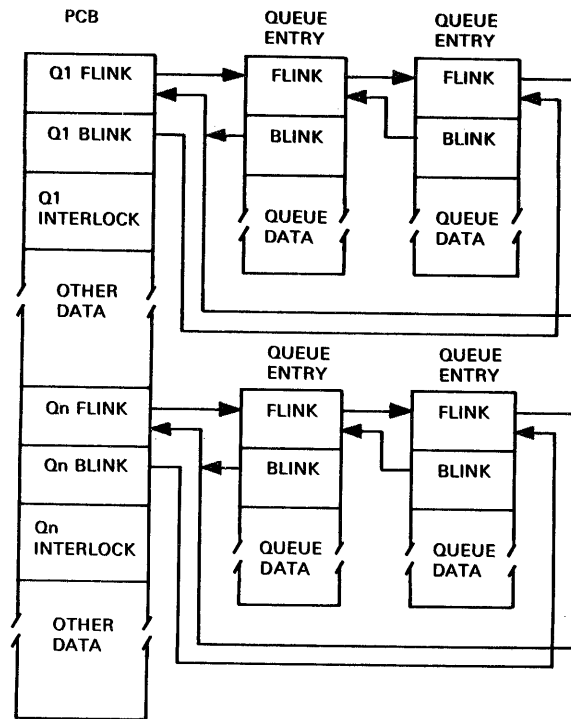 PCB
QUEUE
ENTRY
QUEUE
ENTRY
Q1 FLINK
FLINK
FLINK
Q1 BLINK
BLINK
BLINK
Q1
INTERLOCK
QUEUE
DATA
QUEUE
DATA
OTHER
DATA
QUEUE
ENTRY
QUEUE
ENTRY
Qn FLINK
FLINK
FLINK
Qn BLINK
BLINK
BLINK
Qn
INTERLOCK
QUEUE
DATA
QUEUE
DATA
OTHER
DATA